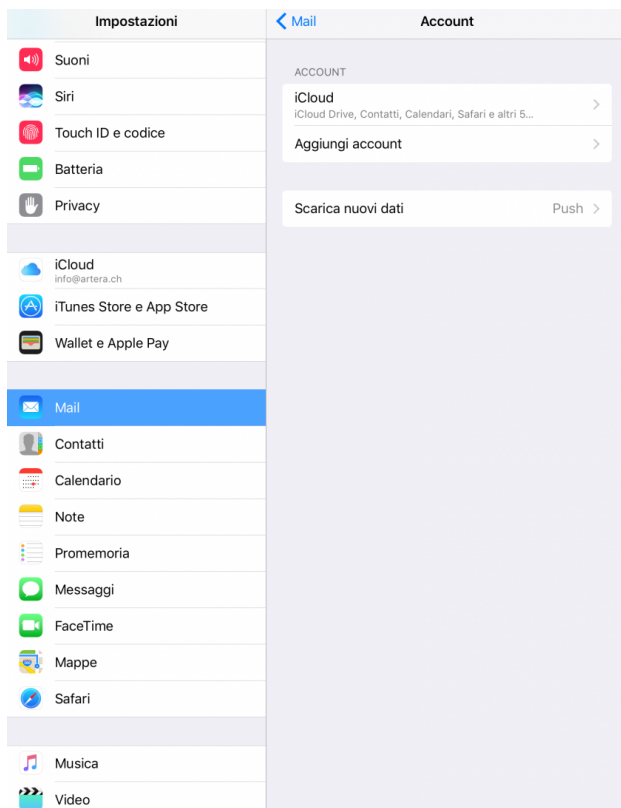 Impostazioni
Suoni
Siri
Touch ID e codice
Batteria
Privacy
iCloud
info@artera.ch
iTunes Store e App Store
Wallet e Apple Pay
Mail
Contatti
Calendario
Note
Promemoria
Messaggi
FaceTime
Mappe
Safari
Musica
Video
Mail
Account
ACCOUNT
iCloud
iCloud Drive, Contatti, Calendari, Safari e altri 5...
Aggiungi account
Scarica nuovi dati
Push